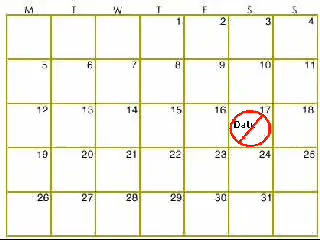 M T W T F S S
1 2 3 4
5 6 7 8 9 10 11
12 13 14 15 16 17 18
Date
19 20 21 22 23 24 25
26 27 28 29 30 31